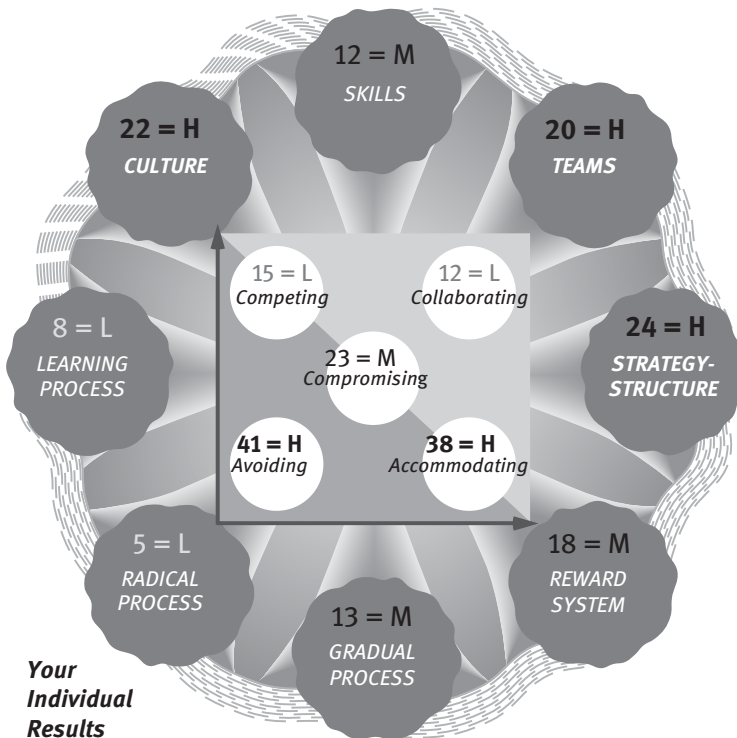 12 = M
SKILLS
22 = H
CULTURE
20 = H
TEAMS
15 = L
Competing
12 = L
Collaborating
8 = L
LEARNING
PROCESS
23 = M
Compromising
24 = H
STRATEGY-
STRUCTURE
41 = H
Avoiding
38 = H
Accommodating
5 = L
RADICAL
PROCESS
18 = M
REWARD
SYSTEM
13 = M
GRADUAL
PROCESS
Your
Individual
Results